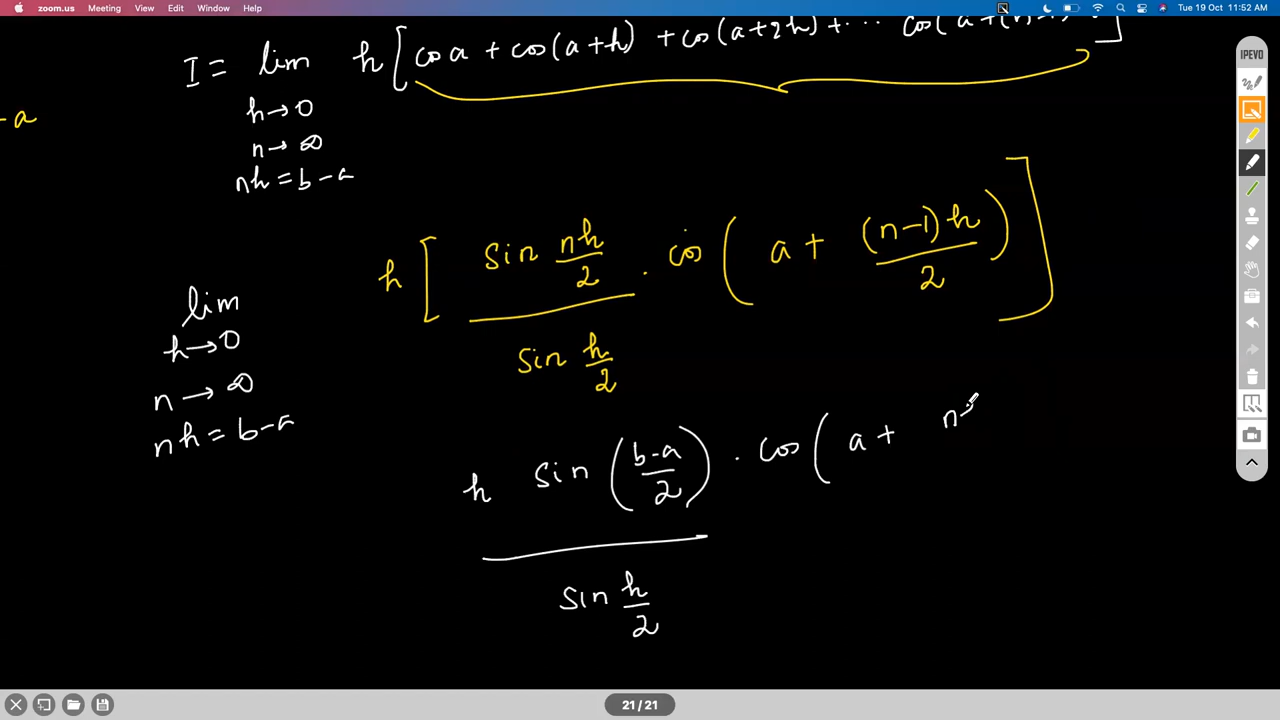 zoom.us Meeting View Edit Window Help Tue 19 Oct 11:52 AM
I = lim h[ cos a + cos(a+h) + cos(a+2h) + ... cos(a+(n-1)
h→0
n→∞
nh = b-a
-a
h[ sin nh/2 / sin h/2 . cos( a + (n-1)h/2 ) ]
lim
h→0
n→∞
nh = b-a
h sin(b-a/2) / sin h/2 . cos( a + n-
IPEVO
21 / 21